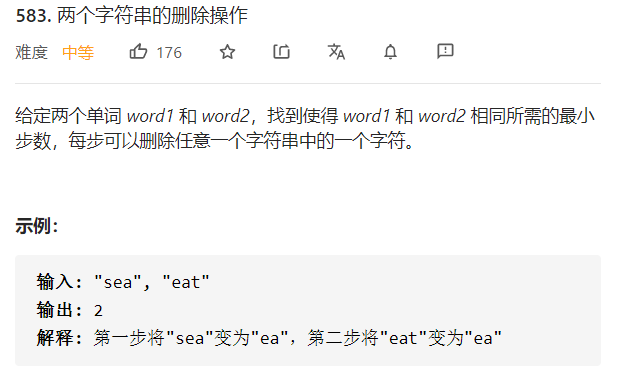 583. 两个字符串的删除操作
难度 中等 176
给定两个单词 word1 和 word2，找到使得 word1 和 word2 相同所需的最小
步数，每步可以删除任意一个字符串中的一个字符。
示例：
输入: "sea", "eat"
输出: 2
解释: 第一步将"sea"变为"ea"，第二步将"eat"变为"ea"